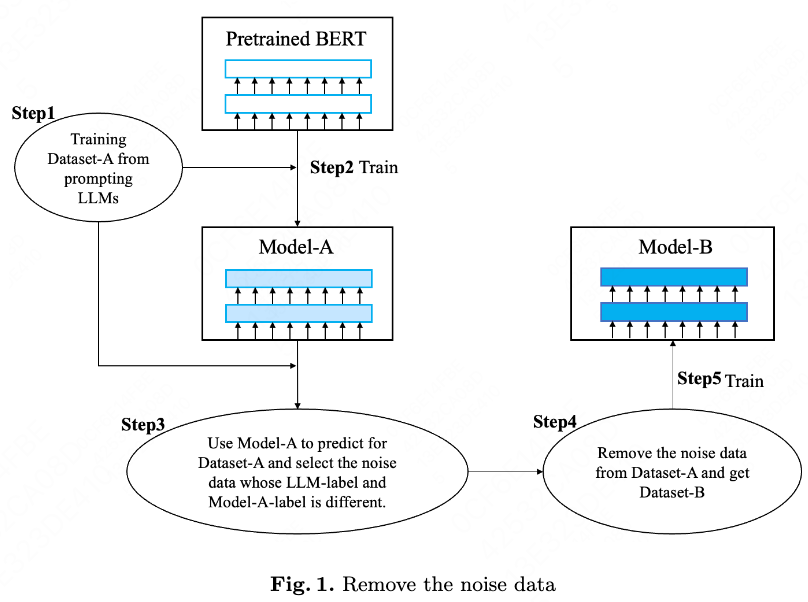 Pretrained BERT
Step1
Training
Dataset-A from
prompting
LLMs
Step2 Train
Model-A
Model-B
Step5 Train
Step3
Use Model-A to predict for
Dataset-A and select the noise
data whose LLM-label and
Model-A-label is different.
Step4
Remove the noise data
from Dataset-A and get
Dataset-B
Fig. 1. Remove the noise data